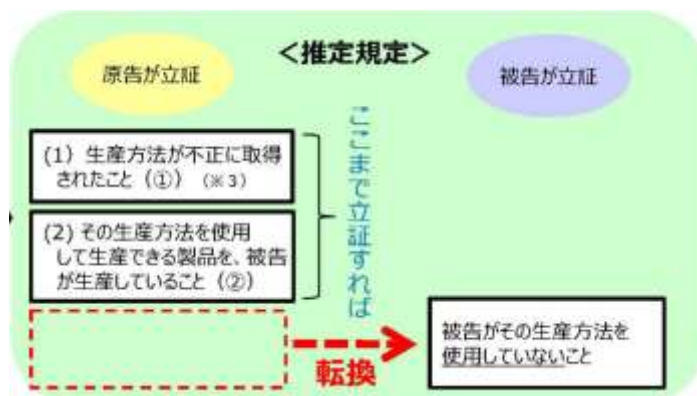 <推定規定>
原告が立証
被告が立証
(1) 生産方法が不正に取得
されたこと（①）（※３）
(2) その生産方法を使用
して生産できる製品を、被告
が生産していること（②）
ここまで立証すれば
転換
被告がその生産方法を
使用していないこと